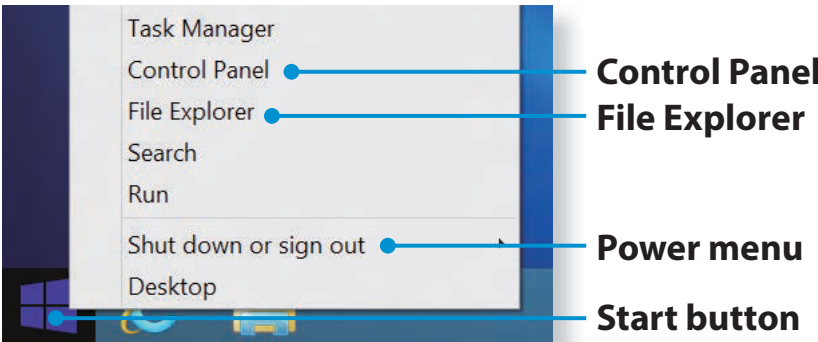 Task Manager
Control Panel
Control Panel
File Explorer
File Explorer
Search
Run
Shut down or sign out
Power menu
Desktop
Start button